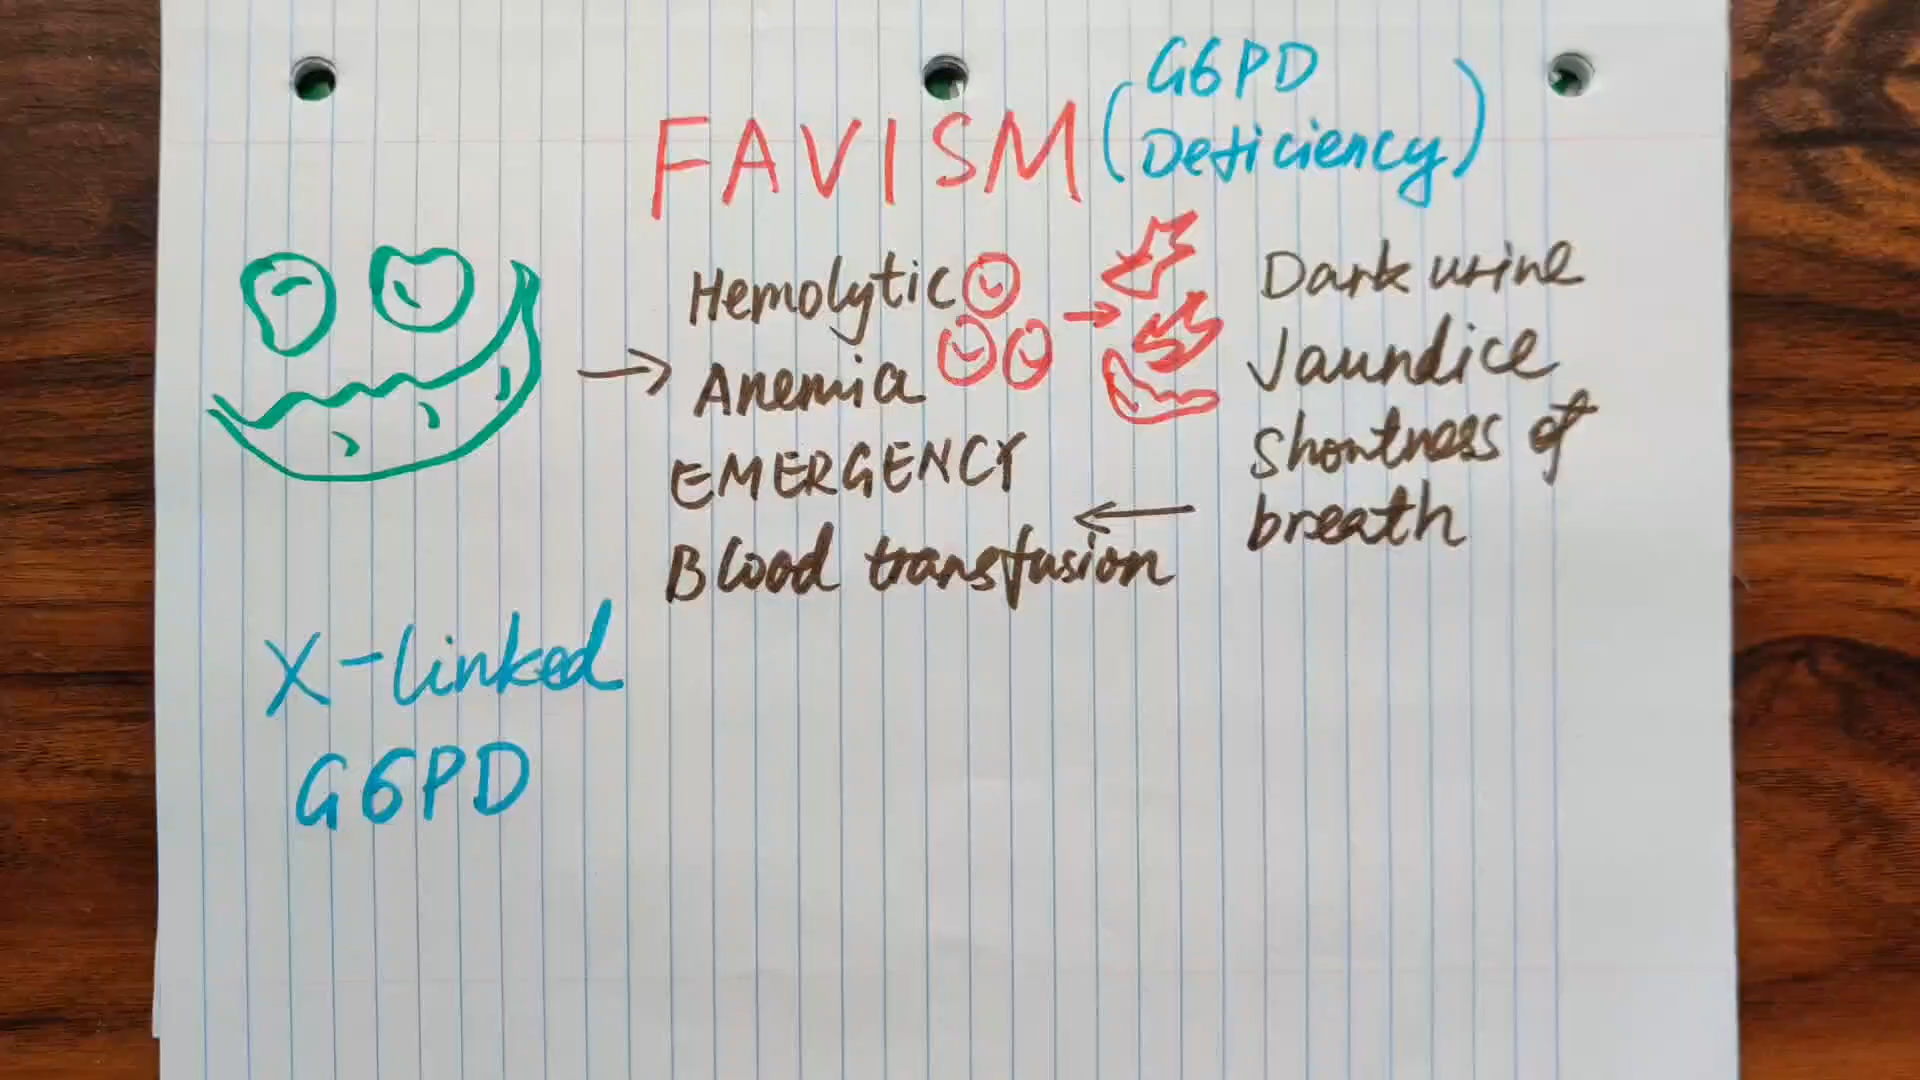 FAVISM (G6PD
Deficiency)
Hemolytic
Anemia
EMERGENCY
Blood transfusion
Dark urine
Jaundice
Shortness of
breath
X-linked
G6PD